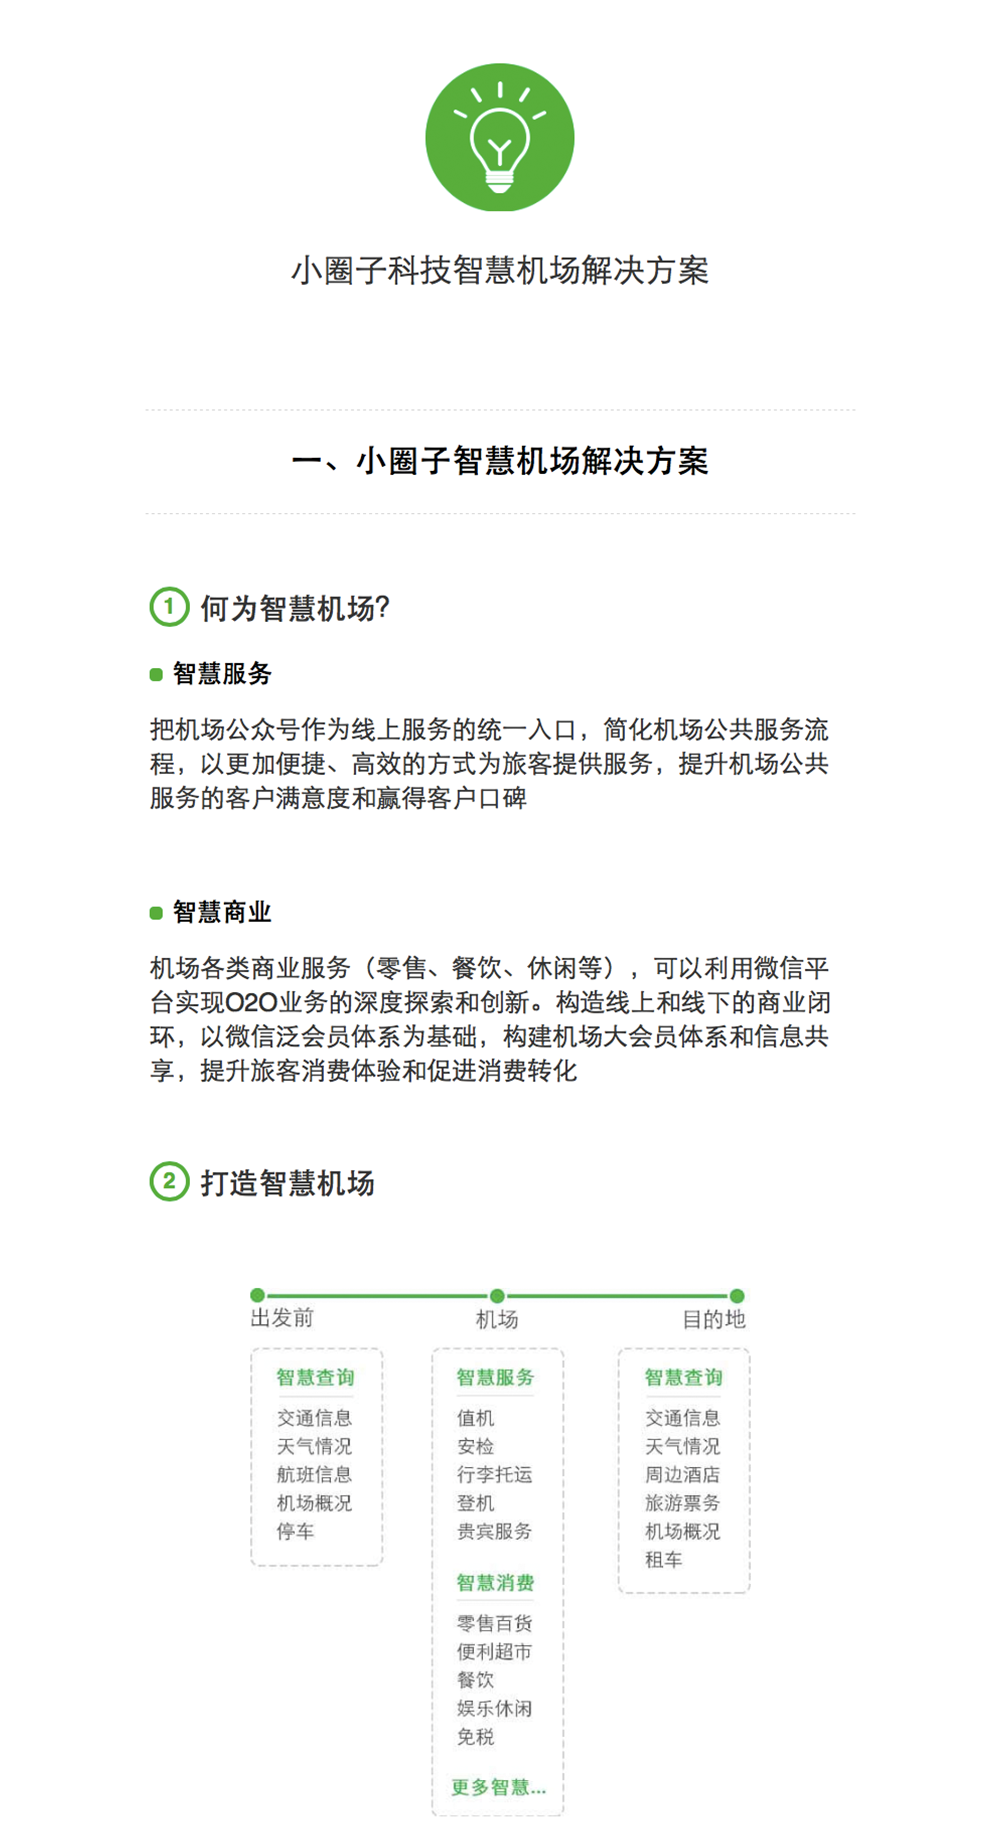 小圈子科技智慧机场解决方案
一、小圈子智慧机场解决方案
1 何为智慧机场?
智慧服务
把机场公众号作为线上服务的统一入口，简化机场公共服务流
程，以更加便捷、高效的方式为旅客提供服务，提升机场公共
服务的客户满意度和赢得客户口碑
智慧商业
机场各类商业服务（零售、餐饮、休闲等），可以利用微信平
台实现O2O业务的深度探索和创新。构造线上和线下的商业闭
环，以微信泛会员体系为基础，构建机场大会员体系和信息共
享，提升旅客消费体验和促进消费转化
2 打造智慧机场
出发前
智慧查询
交通信息
天气情况
航班信息
机场概况
停车
机场
智慧服务
值机
安检
行李托运
登机
贵宾服务
智慧消费
零售百货
便利超市
餐饮
娱乐休闲
免税
更多智慧...
目的地
智慧查询
交通信息
天气情况
周边酒店
旅游票务
机场概况
租车